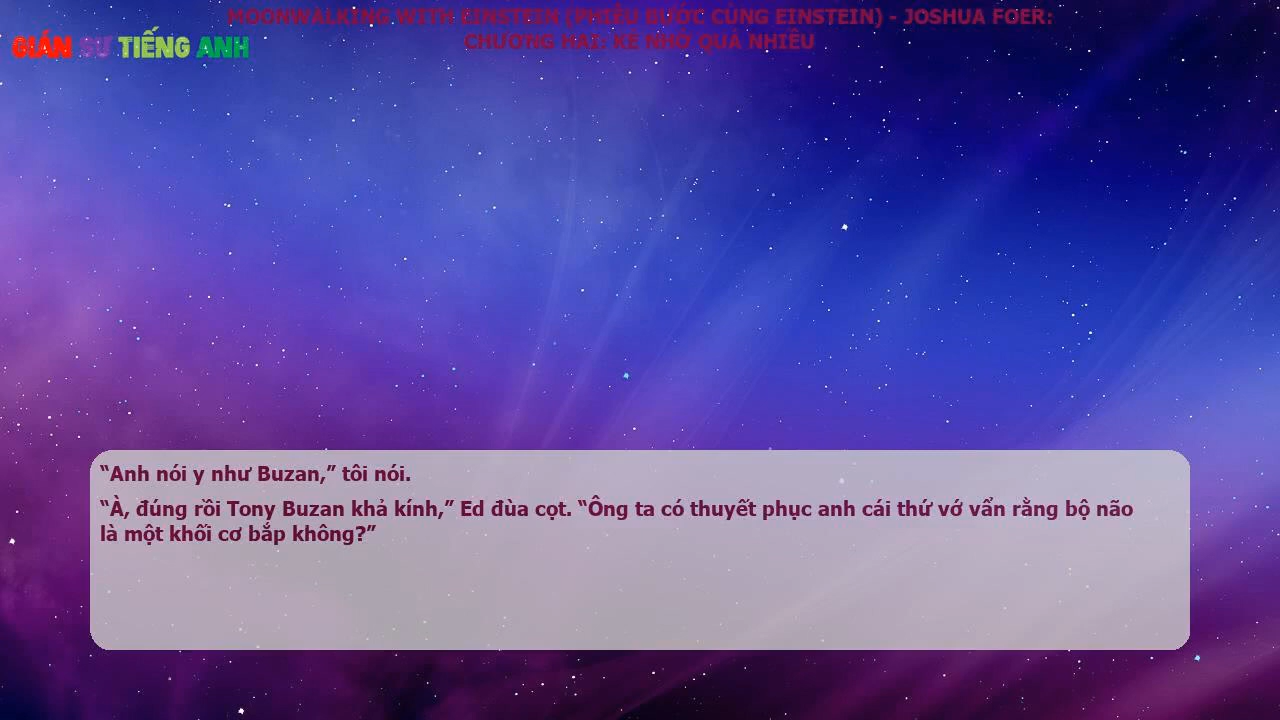 MOONWALKING WITH EINSTEIN (PHIÊU BƯỚC CÙNG EINSTEIN) - JOSHUA FOER:
CHƯƠNG HAI: KẺ NHỚ QUÁ NHIỀU
GIÁN SƯ TIẾNG ANH
“Anh nói y như Buzan,” tôi nói.
“À, đúng rồi Tony Buzan khả kính,” Ed đùa cợt. “Ông ta có thuyết phục anh cái thứ vớ vẩn rằng bộ não
là một khối cơ bắp không?”